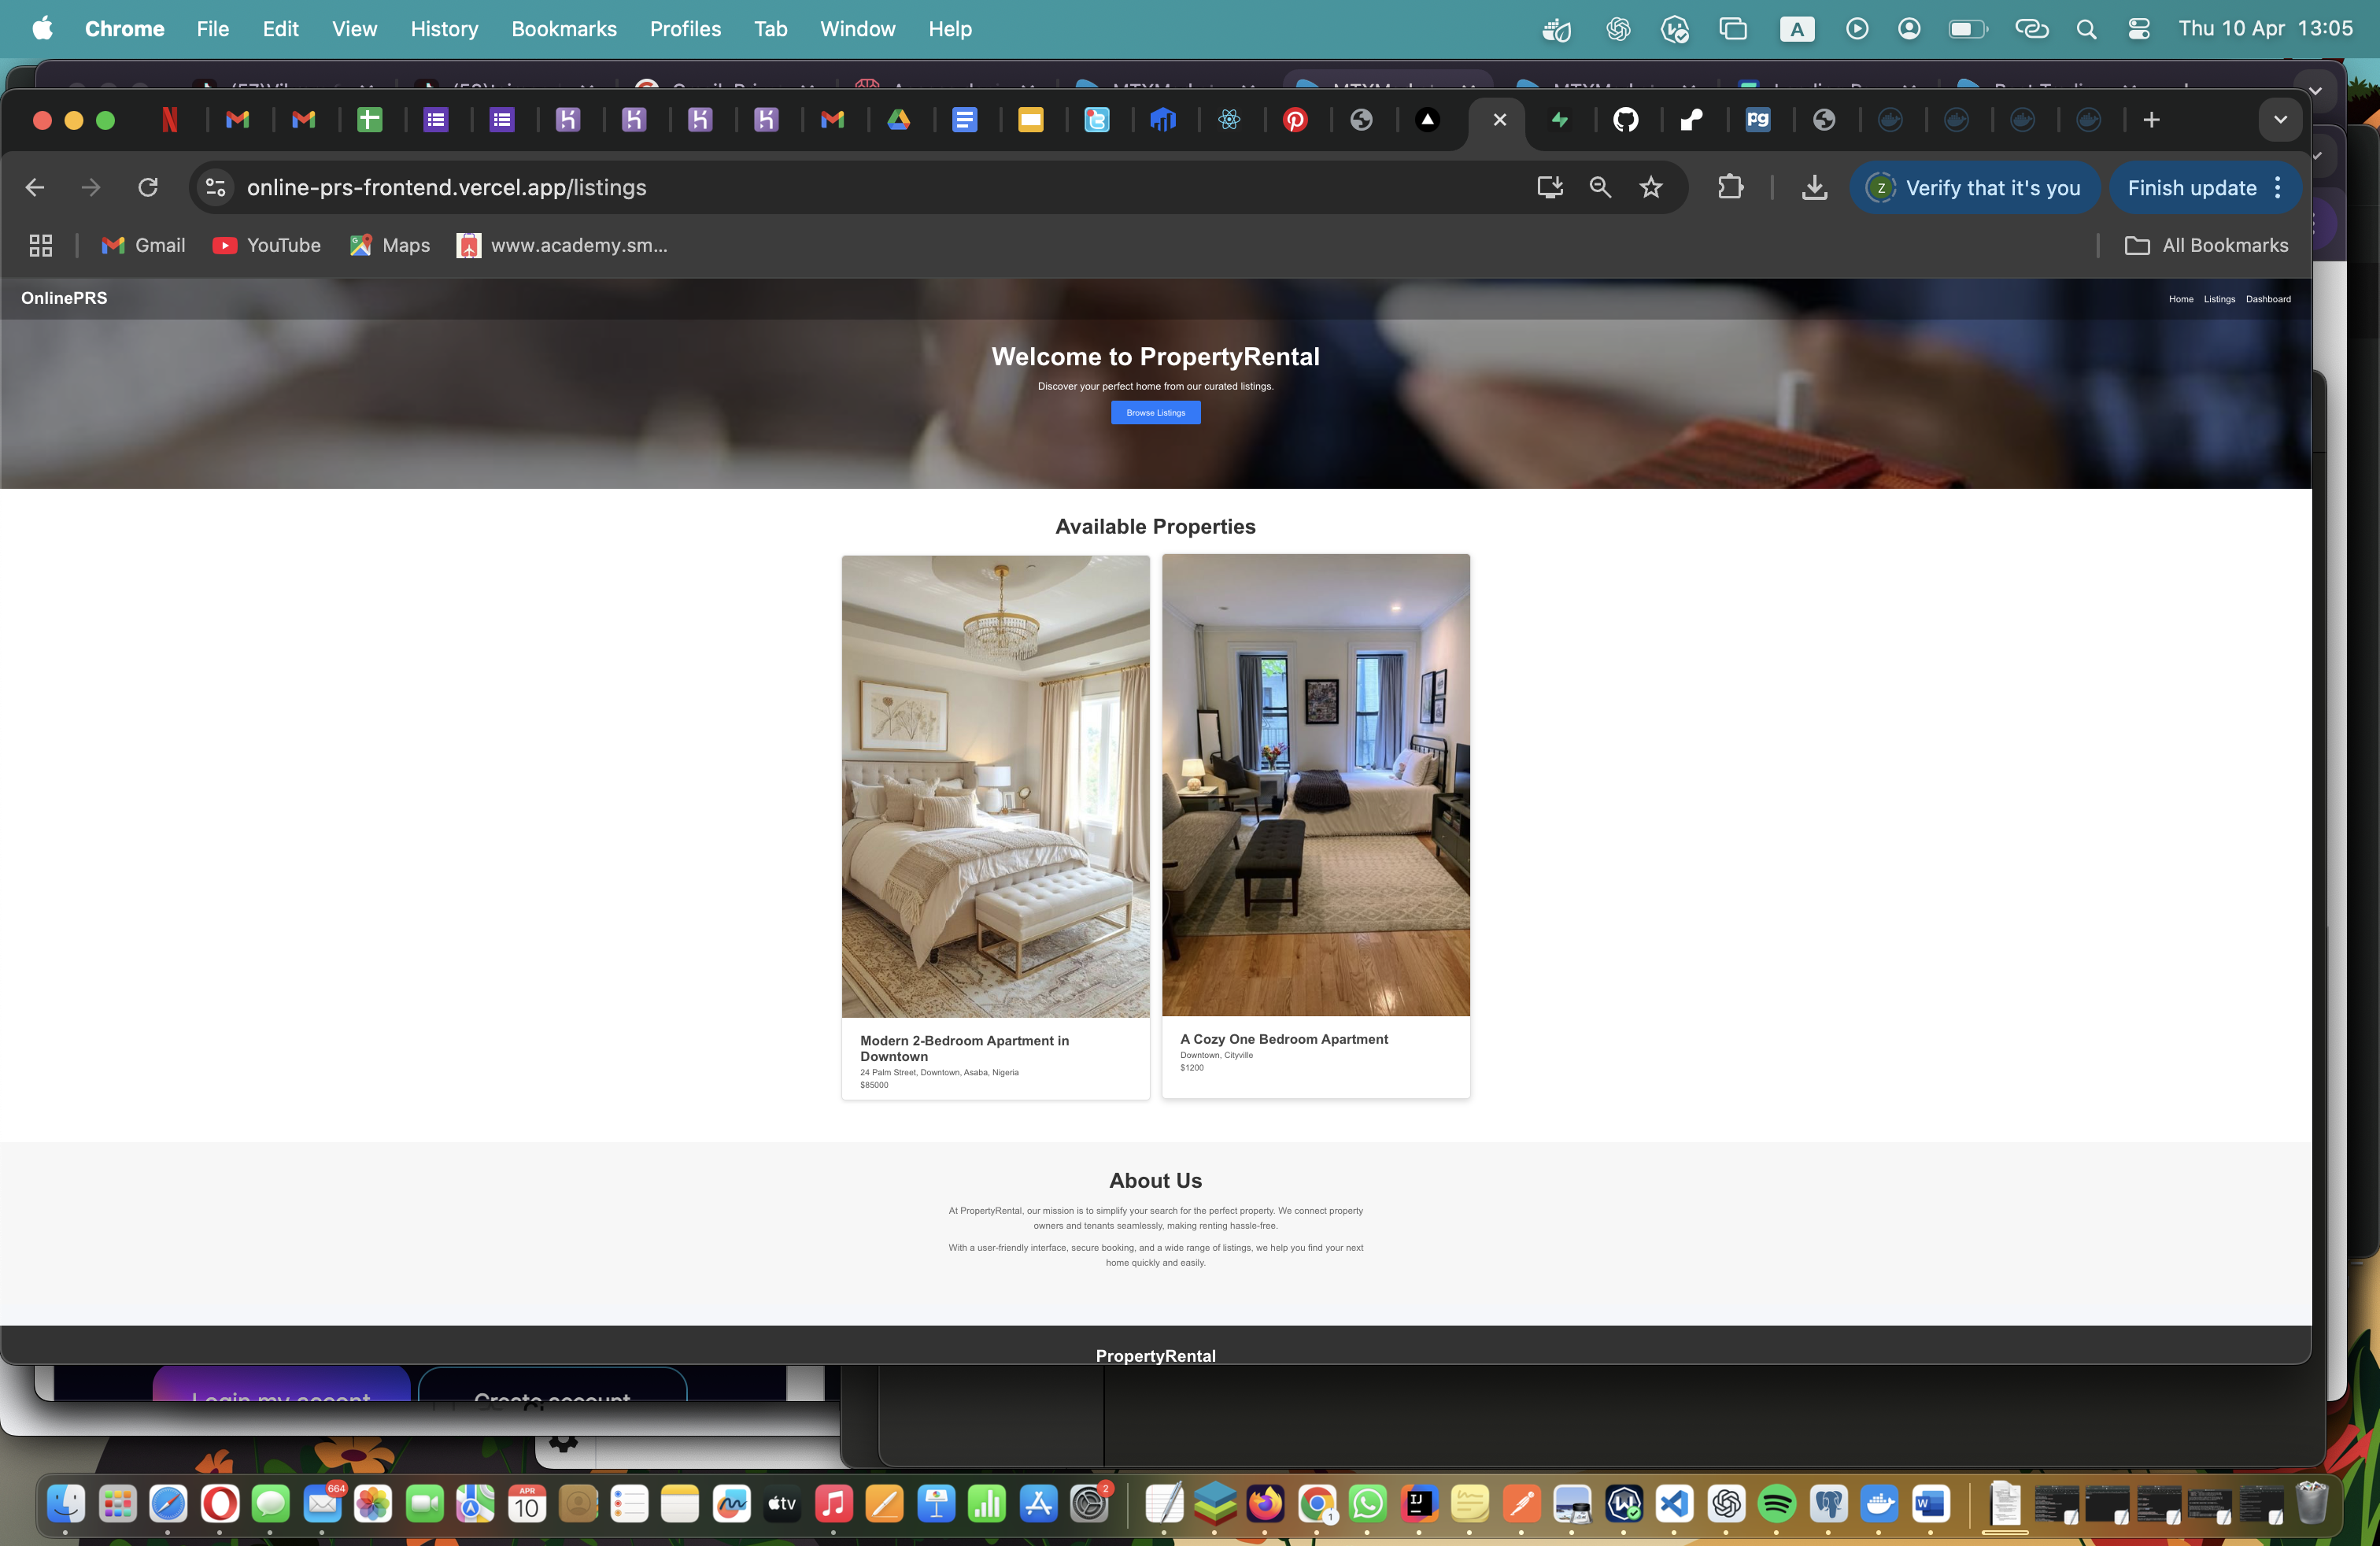 Chrome File Edit View History Bookmarks Profiles Tab Window Help A Thu 10 Apr 13:05
online-prs-frontend.vercel.app/listings Verify that it's you Finish update
Gmail YouTube Maps www.academy.sm... All Bookmarks
OnlinePRS Home Listings Dashboard
Welcome to PropertyRental
Discover your perfect home from our curated listings.
Browse Listings
Available Properties
Modern 2-Bedroom Apartment in
Downtown
24 Palm Street, Downtown, Asaba, Nigeria
$85000
A Cozy One Bedroom Apartment
Downtown, Cityville
$1200
About Us
At PropertyRental, our mission is to simplify your search for the perfect property. We connect property
owners and tenants seamlessly, making renting hassle-free.
With a user-friendly interface, secure booking, and a wide range of listings, we help you find your next
home quickly and easily.
PropertyRental
664
APR
10
tv
2
1